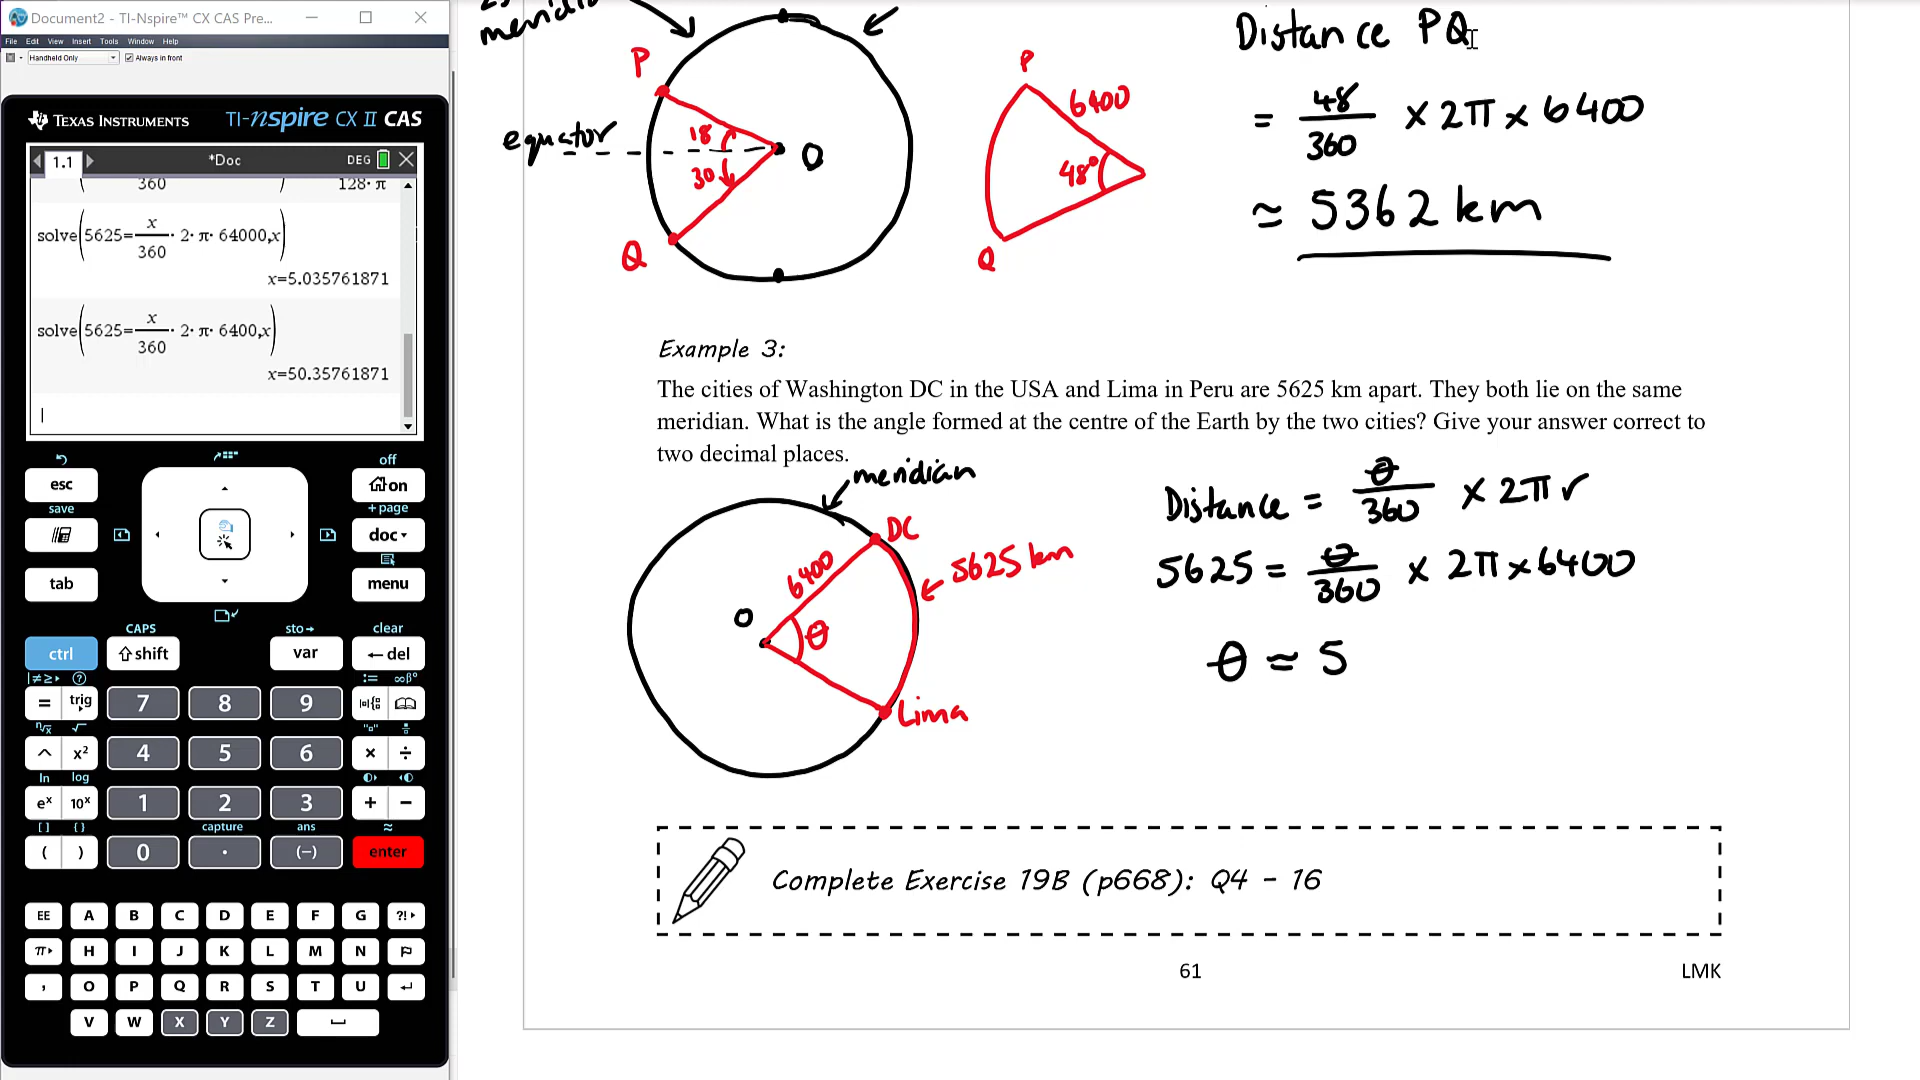 Document2 - TI-Nspire™ CX CAS Pre...
File Edit View Insert Tools Window Help
Handheld Only Always in front
TEXAS INSTRUMENTS TI-nspire CX II CAS
1.1 *Doc DEG
360 128·π
solve(5625=x/360·2·π·64000,x)
x=5.035761871
solve(5625=x/360·2·π·6400,x)
x=50.35761871
off
esc on
save +page
doc
tab menu
CAPS sto→ clear
ctrl shift var ←del
= trig 7 8 9
^ x² 4 5 6 × ÷
ln log
eˣ 10ˣ 1 2 3 + −
[] {} capture ans ≈
( ) 0 . (−) enter
EE A B C D E F G ?!▸
π▸ H I J K L M N
, O P Q R S T U ↵
V W X Y Z
meridian
P
equator
18
30
O
Q
P
6400
48°
Q
Distance PQ
= 48/360 × 2π × 6400
≈ 5362 km
Example 3:
The cities of Washington DC in the USA and Lima in Peru are 5625 km apart. They both lie on the same
meridian. What is the angle formed at the centre of the Earth by the two cities? Give your answer correct to
two decimal places.
meridian
DC
6400
5625 km
O
θ
Lima
Distance = θ/360 × 2πr
5625 = θ/360 × 2π × 6400
θ ≈ 5
Complete Exercise 19B (p668): Q4 – 16
61
LMK